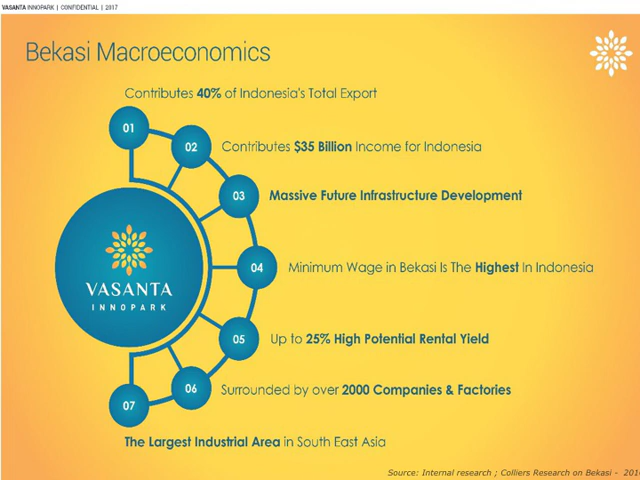 VASANTA INNOPARK | CONFIDENTIAL | 2017
Bekasi Macroeconomics
Contributes 40% of Indonesia's Total Export
01
02
Contributes $35 Billion Income for Indonesia
03
Massive Future Infrastructure Development
04
Minimum Wage in Bekasi Is The Highest In Indonesia
VASANTA
INNOPARK
05
Up to 25% High Potential Rental Yield
06
Surrounded by over 2000 Companies & Factories
07
The Largest Industrial Area in South East Asia
Source: Internal research ; Colliers Research on Bekasi -